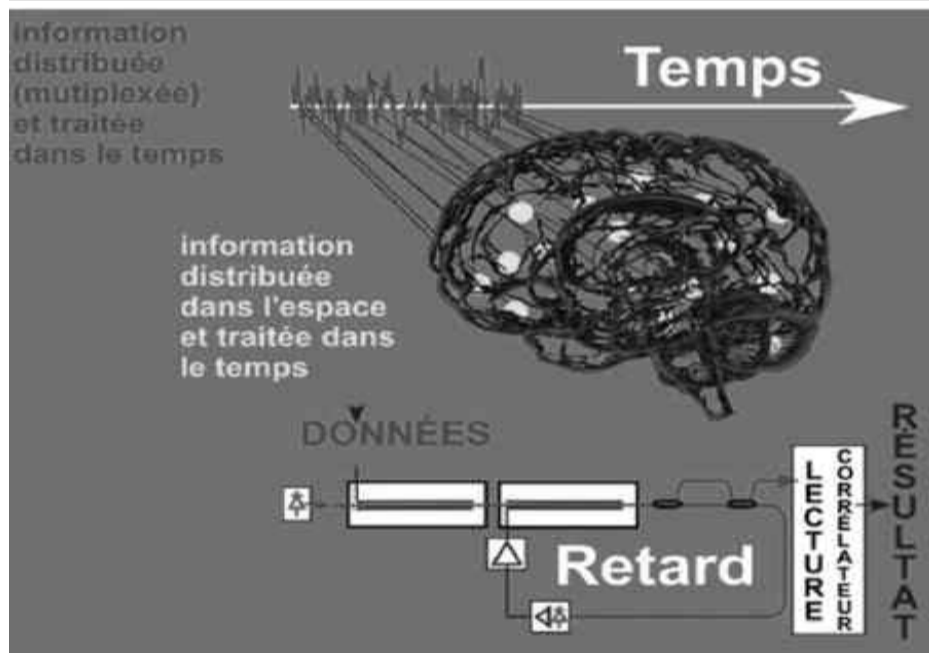 information
distribuée
(mutiplexée)
et traitée
dans le temps
Temps
information
distribuée
dans l'espace
et traitée dans
le temps
DONNÉES
Retard
LECTURE
CORRELATEUR
RÉSULTAT